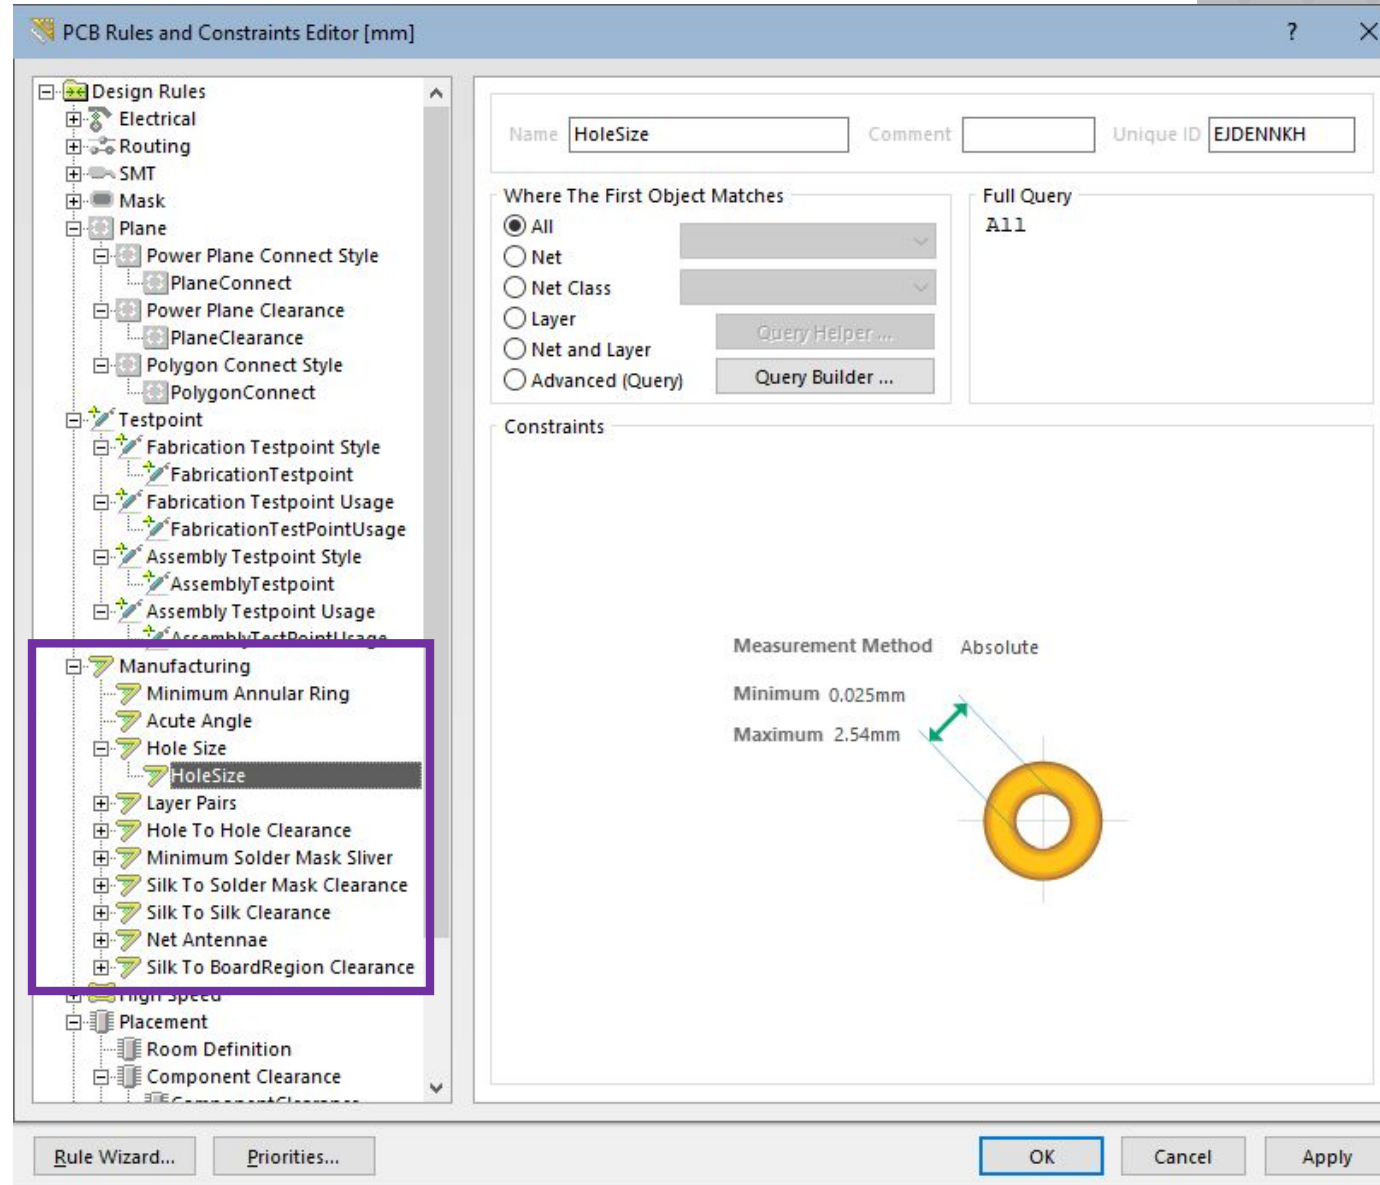 PCB Rules and Constraints Editor [mm]
?
Design Rules
Electrical
Routing
SMT
Mask
Plane
Power Plane Connect Style
PlaneConnect
Power Plane Clearance
PlaneClearance
Polygon Connect Style
PolygonConnect
Testpoint
Fabrication Testpoint Style
FabricationTestpoint
Fabrication Testpoint Usage
FabricationTestPointUsage
Assembly Testpoint Style
AssemblyTestpoint
Assembly Testpoint Usage
AssemblyTestPointUsage
Manufacturing
Minimum Annular Ring
Acute Angle
Hole Size
HoleSize
Layer Pairs
Hole To Hole Clearance
Minimum Solder Mask Sliver
Silk To Solder Mask Clearance
Silk To Silk Clearance
Net Antennae
Silk To BoardRegion Clearance
High Speed
Placement
Room Definition
Component Clearance
ComponentClearance
Name HoleSize Comment Unique ID EJDENNKH
Where The First Object Matches
All
Net
Net Class
Layer
Net and Layer
Advanced (Query)
Query Helper ...
Query Builder ...
Full Query
All
Constraints
Measurement Method Absolute
Minimum 0.025mm
Maximum 2.54mm
Rule Wizard... Priorities... OK Cancel Apply